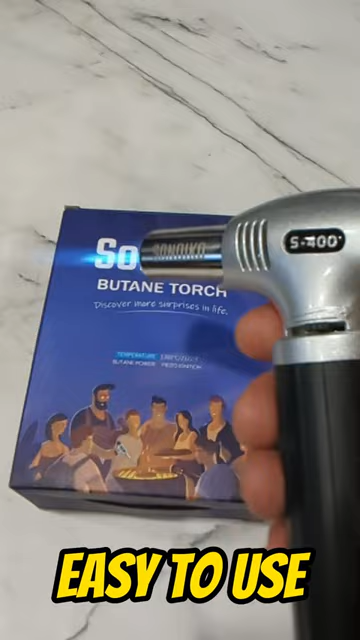 So
SONDIKO
S-400
BUTANE TORCH
Discover more surprises in life.
TEMPERATURE
BUTANE POWER PIEZO IGNITION
EASY TO USE